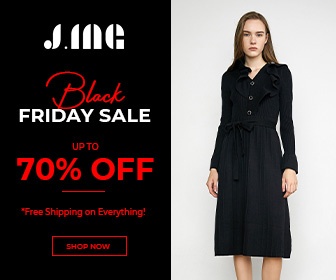 J.ING
Black
FRIDAY SALE
UP TO
70% OFF
*Free Shipping on Everything!
SHOP NOW